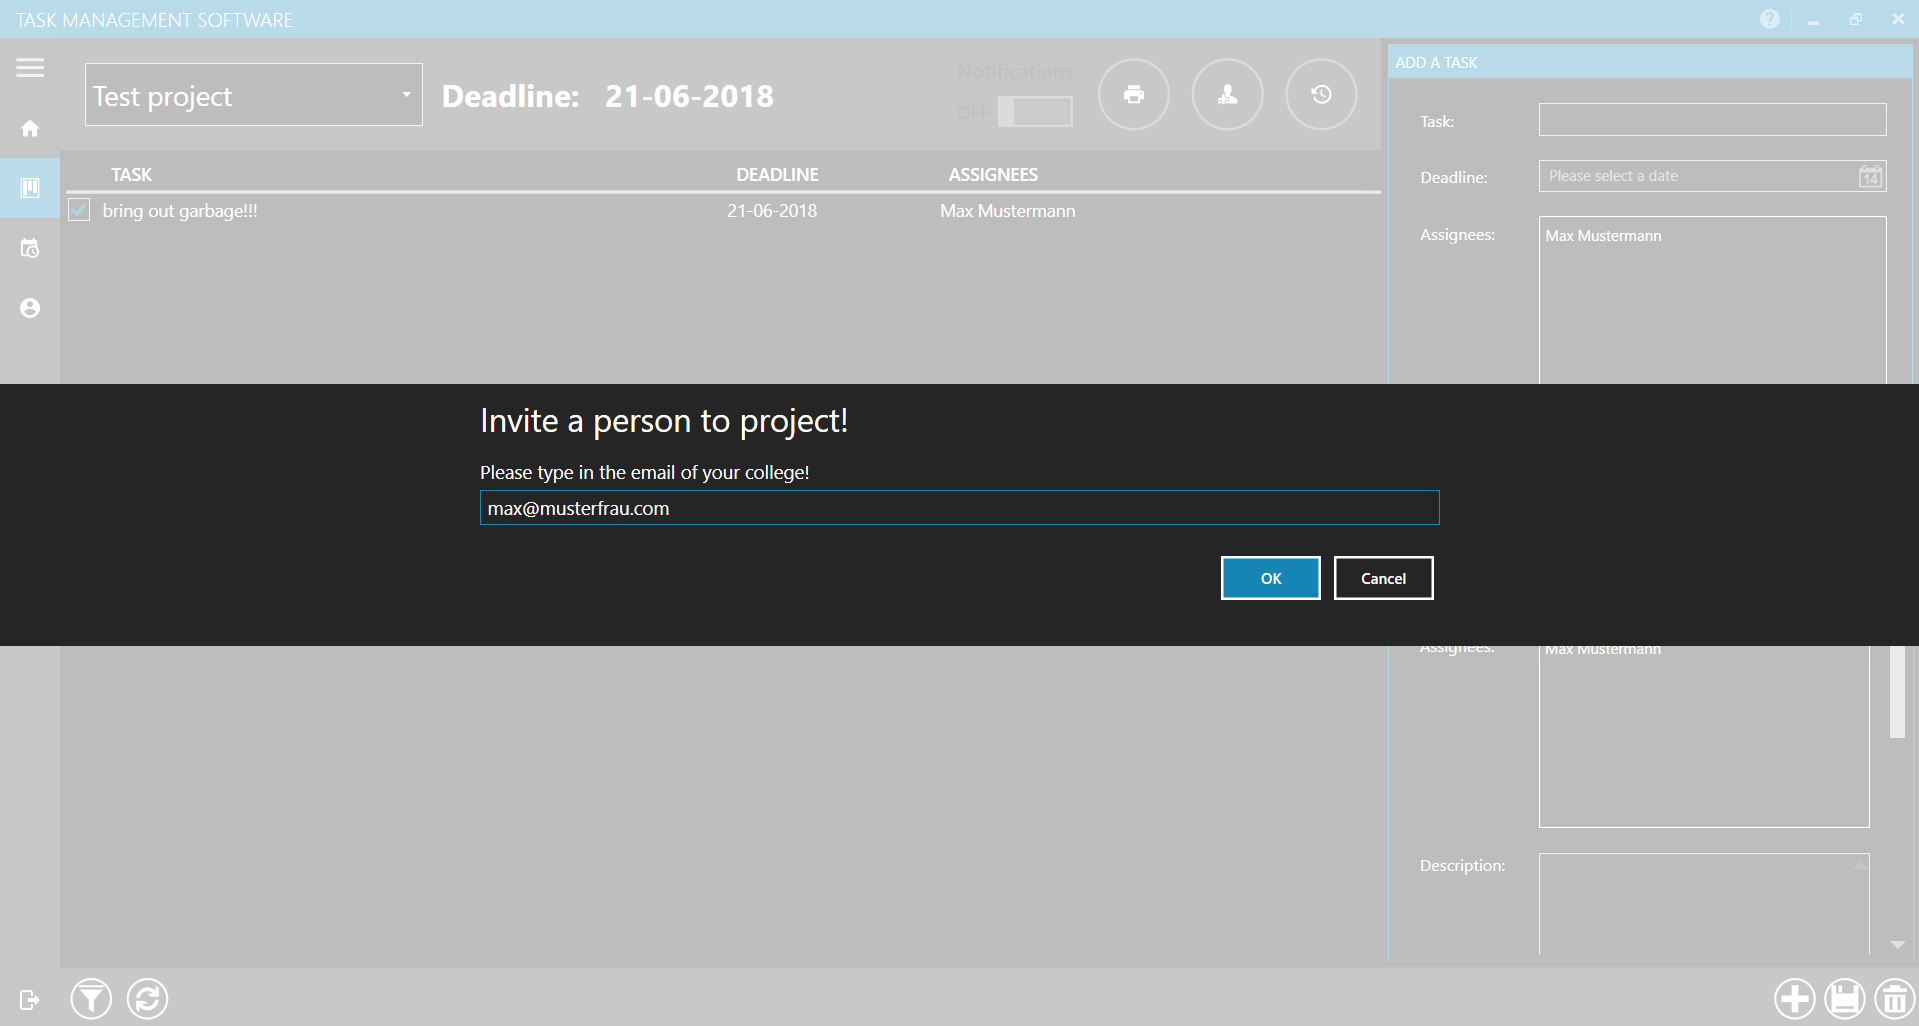 TASK MANAGEMENT SOFTWARE
Test project
Deadline: 21-06-2018
Notifications
OFF
TASK DEADLINE ASSIGNEES
bring out garbage!!! 21-06-2018 Max Mustermann
ADD A TASK
Task:
Deadline: Please select a date 14
Assignees: Max Mustermann
Invite a person to project!
Please type in the email of your college!
max@musterfrau.com
OK Cancel
Assignees: Max Mustermann
Description: